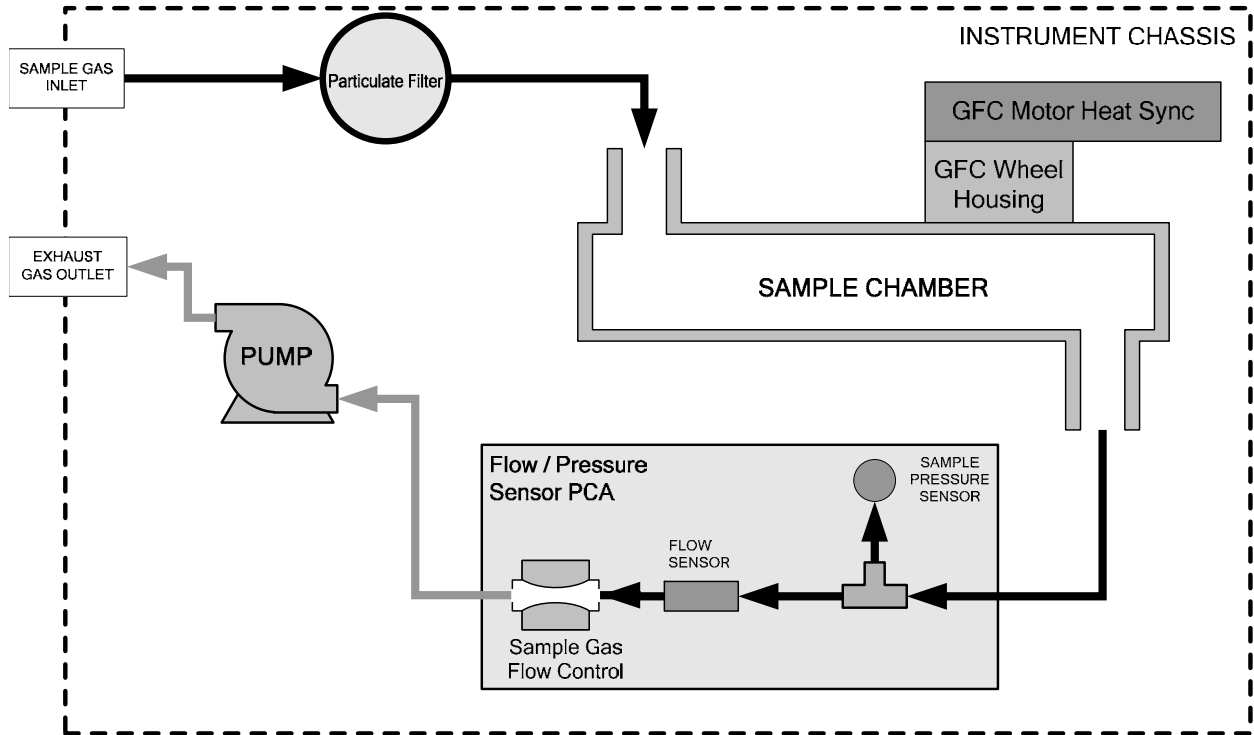 INSTRUMENT CHASSIS
SAMPLE GAS
INLET
Particulate Filter
GFC Motor Heat Sync
GFC Wheel
Housing
EXHAUST
GAS OUTLET
SAMPLE CHAMBER
PUMP
Flow / Pressure
Sensor PCA
SAMPLE
PRESSURE
SENSOR
FLOW
SENSOR
Sample Gas
Flow Control